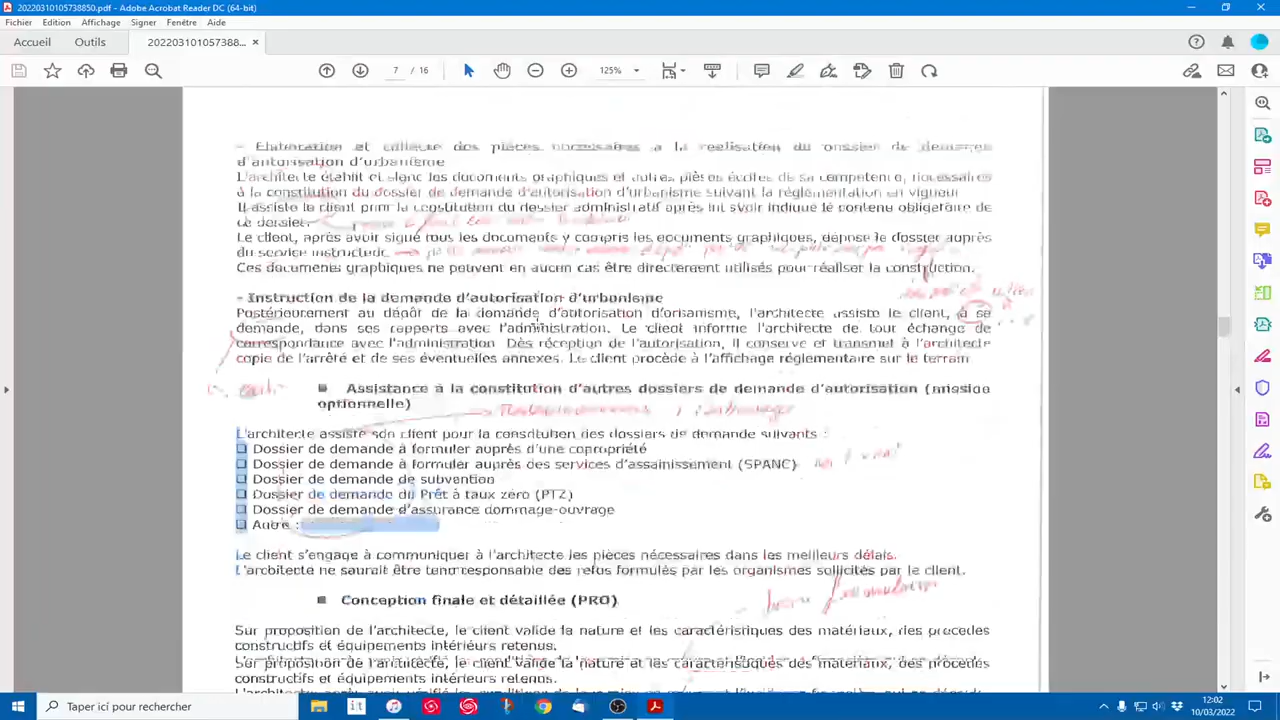 20220310105738850.pdf - Adobe Acrobat Reader DC (64-bit)
Fichier Edition Affichage Signer Fenêtre Aide
Accueil Outils 202203101057388... ×
7 / 16 125%
- Elaboration et collecte des pièces nécessaires à la réalisation du dossier de demande
d'autorisation d'urbanisme
L'architecte établit et signe les documents graphiques et autres pièces écrites de sa compétence, nécessaires
à la constitution du dossier de demande d'autorisation d'urbanisme suivant la réglementation en vigueur
Il assiste le client pour la constitution du dossier administratif après lui avoir indiqué le contenu obligatoire de
ce dossier.
Le client, après avoir signé tous les documents y compris les documents graphiques, dépose le dossier auprès
du service instructeur
Ces documents graphiques ne peuvent en aucun cas être directement utilisés pour réaliser la construction.
- Instruction de la demande d'autorisation d'urbanisme
Postérieurement au dépôt de la demande d'autorisation d'urbanisme, l'architecte assiste le client, à sa
demande, dans ses rapports avec l'administration. Le client informe l'architecte de tout échange de
correspondance avec l'administration. Dès réception de l'autorisation, il conserve et transmet à l'architecte
copie de l'arrêté et de ses éventuelles annexes. Le client procède à l'affichage réglementaire sur le terrain
■ Assistance à la constitution d'autres dossiers de demande d'autorisation (mission
optionnelle)
L'architecte assiste son client pour la constitution des dossiers de demande suivants :
❑ Dossier de demande à formuler auprès d'une copropriété
❑ Dossier de demande à formuler auprès des services d'assainissement (SPANC)
❑ Dossier de demande de subvention
❑ Dossier de demande du Prêt à taux zéro (PTZ)
❑ Dossier de demande d'assurance dommage-ouvrage
❑ Autre :
Le client s'engage à communiquer à l'architecte les pièces nécessaires dans les meilleurs délais.
L'architecte ne saurait être tenu responsable des refus formulés par les organismes sollicités par le client.
■ Conception finale et détaillée (PRO)
Sur proposition de l'architecte, le client valide la nature et les caractéristiques des matériaux, des procédés
constructifs et équipements intérieurs retenus.
Sur proposition de l'architecte, le client valide la nature et les caractéristiques des matériaux, des procédés
constructifs et équipements intérieurs retenus.
Taper ici pour rechercher
12:02
10/03/2022